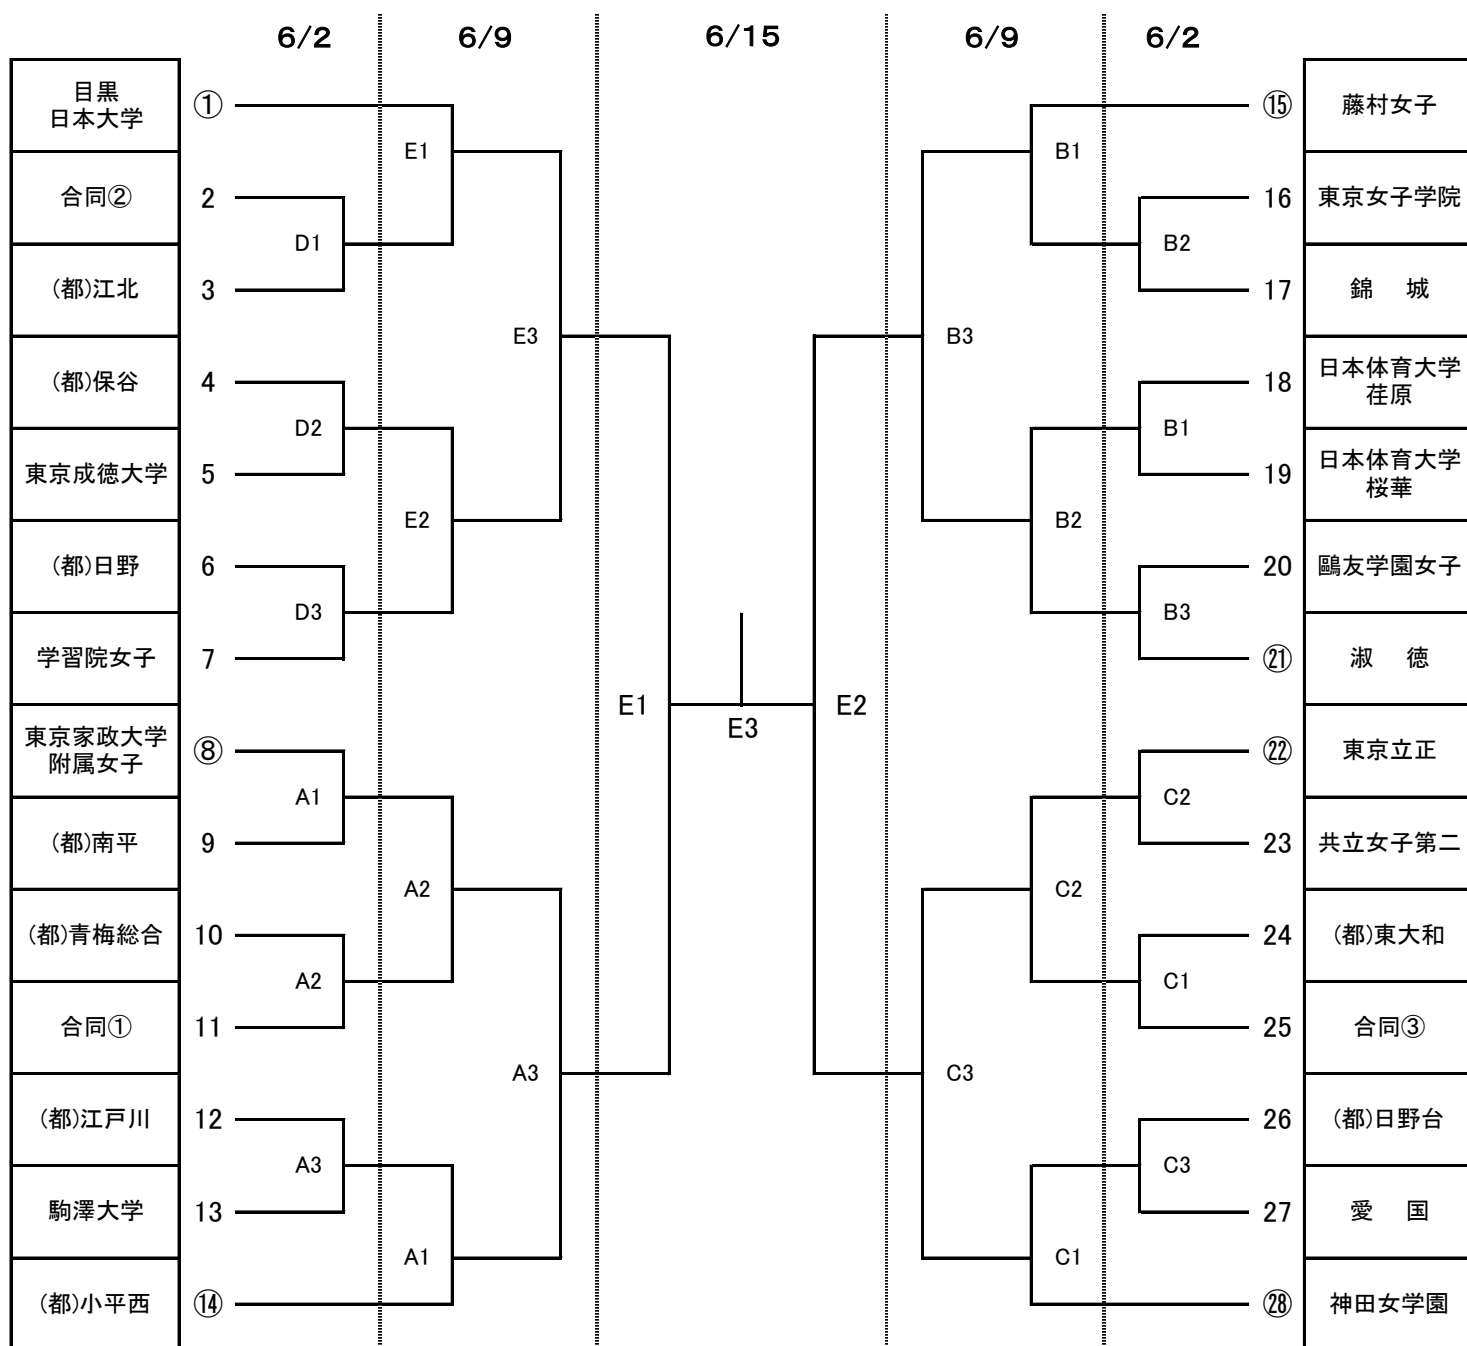 6/2 6/9 6/15 6/9 6/2
目黒
日本大学
①
E1
合同② 2
D1
(都)江北 3
E3
(都)保谷 4
D2
東京成徳大学 5
E2
(都)日野 6
D3
学習院女子 7
E1
東京家政大学
附属女子
⑧
A1
(都)南平 9
A2
(都)青梅総合 10
A2
合同① 11
A3
(都)江戸川 12
A3
駒澤大学 13
A1
(都)小平西 ⑭
E3
⑮ 藤村女子
B1
16 東京女子学院
B2
17 錦 城
B3
18 日本体育大学
荏原
B1
19 日本体育大学
桜華
B2
20 鷗友学園女子
B3
㉑ 淑 徳
E2
㉒ 東京立正
C2
23 共立女子第二
C2
24 (都)東大和
C1
25 合同③
C3
26 (都)日野台
C3
27 愛 国
C1
㉘ 神田女学園